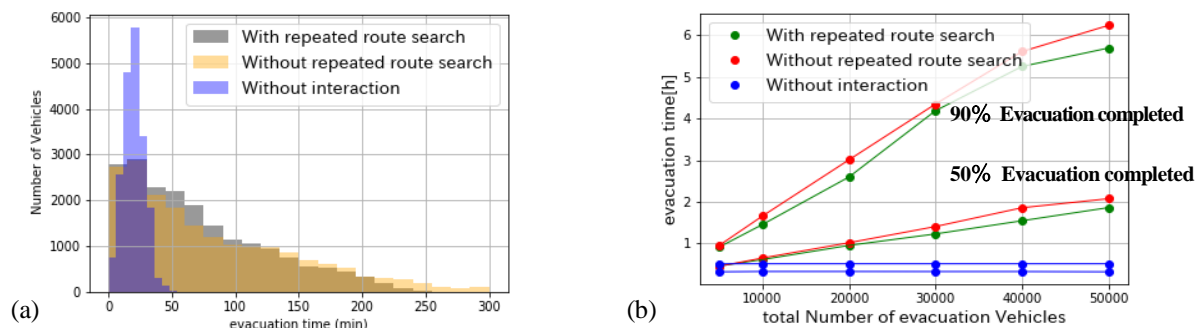 6000
5000
4000
3000
2000
1000
0
Number of Vehicles
With repeated route search
Without repeated route search
Without interaction
0 50 100 150 200 250 300
evacuation time (min)
(a)
6
5
4
3
2
1
evacuation time[h]
With repeated route search
Without repeated route search
Without interaction
90% Evacuation completed
50% Evacuation completed
10000 20000 30000 40000 50000
total Number of evacuation Vehicles
(b)